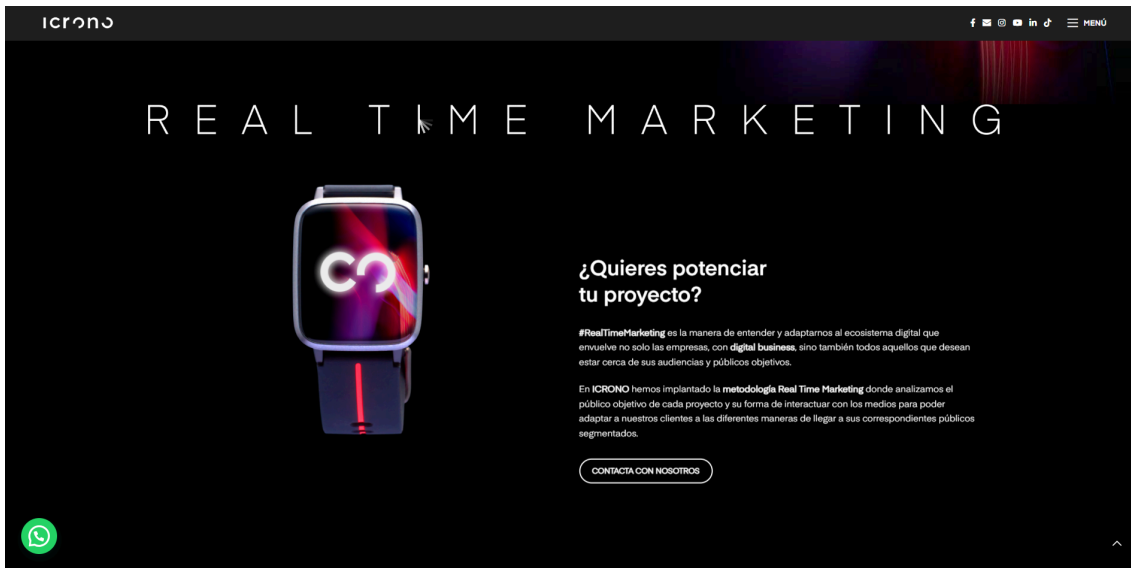 ICRONO
MENÚ
REAL TIME MARKETING
CO
¿Quieres potenciar
tu proyecto?
#RealTimeMarketing es la manera de entender y adaptarnos al ecosistema digital que
envuelve no solo las empresas, con digital business, sino también todos aquellos que desean
estar cerca de sus audiencias y públicos objetivos.
En ICRONO hemos implantado la metodología Real Time Marketing donde analizamos el
público objetivo de cada proyecto y su forma de interactuar con los medios para poder
adaptar a nuestros clientes a las diferentes maneras de llegar a sus correspondientes públicos
segmentados.
CONTACTA CON NOSOTROS